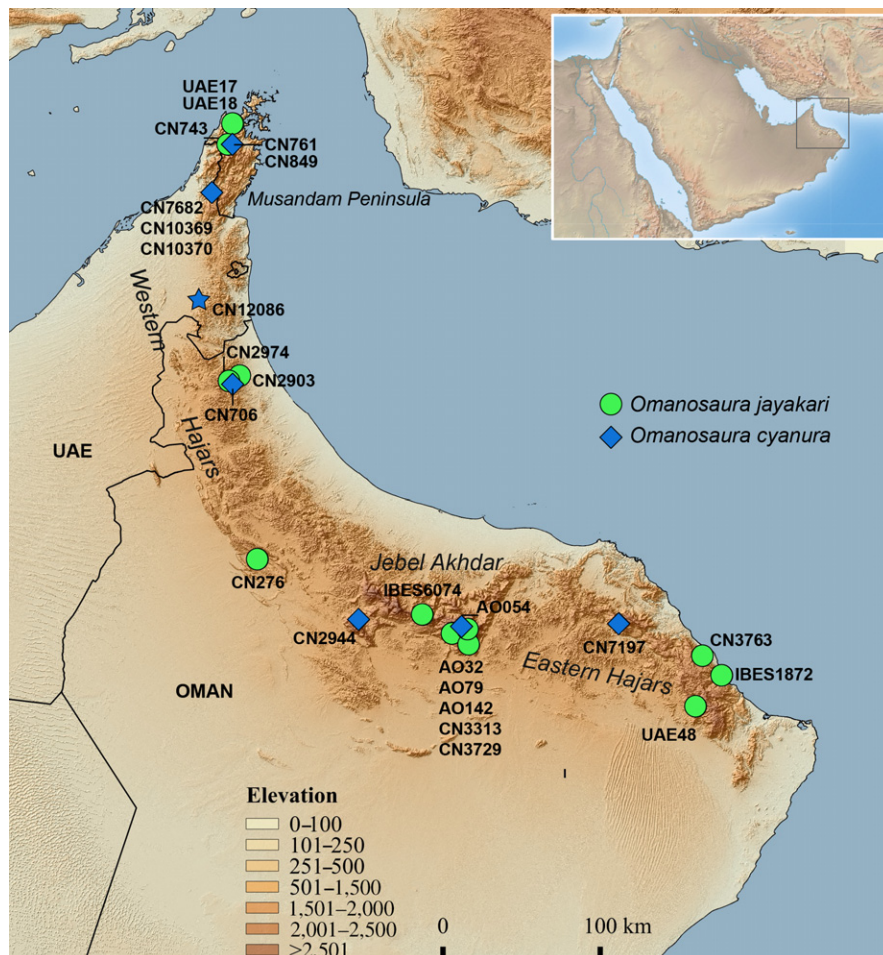 UAE17
UAE18
CN743
CN761
CN849
Musandam Peninsula
CN7682
CN10369
CN10370
Western
CN12086
CN2974
CN2903
CN706
Omanosaura jayakari
Omanosaura cyanura
Hajars
UAE
CN276
Jebel Akhdar
IBES6074
AO054
CN2944
CN7197
CN3763
Eastern Hajars
IBES1872
AO32
AO79
AO142
CN3313
CN3729
OMAN
UAE48
Elevation
0–100
101–250
251–500
501–1,500
1,501–2,000
2,001–2,500
>2,501
0 100 km